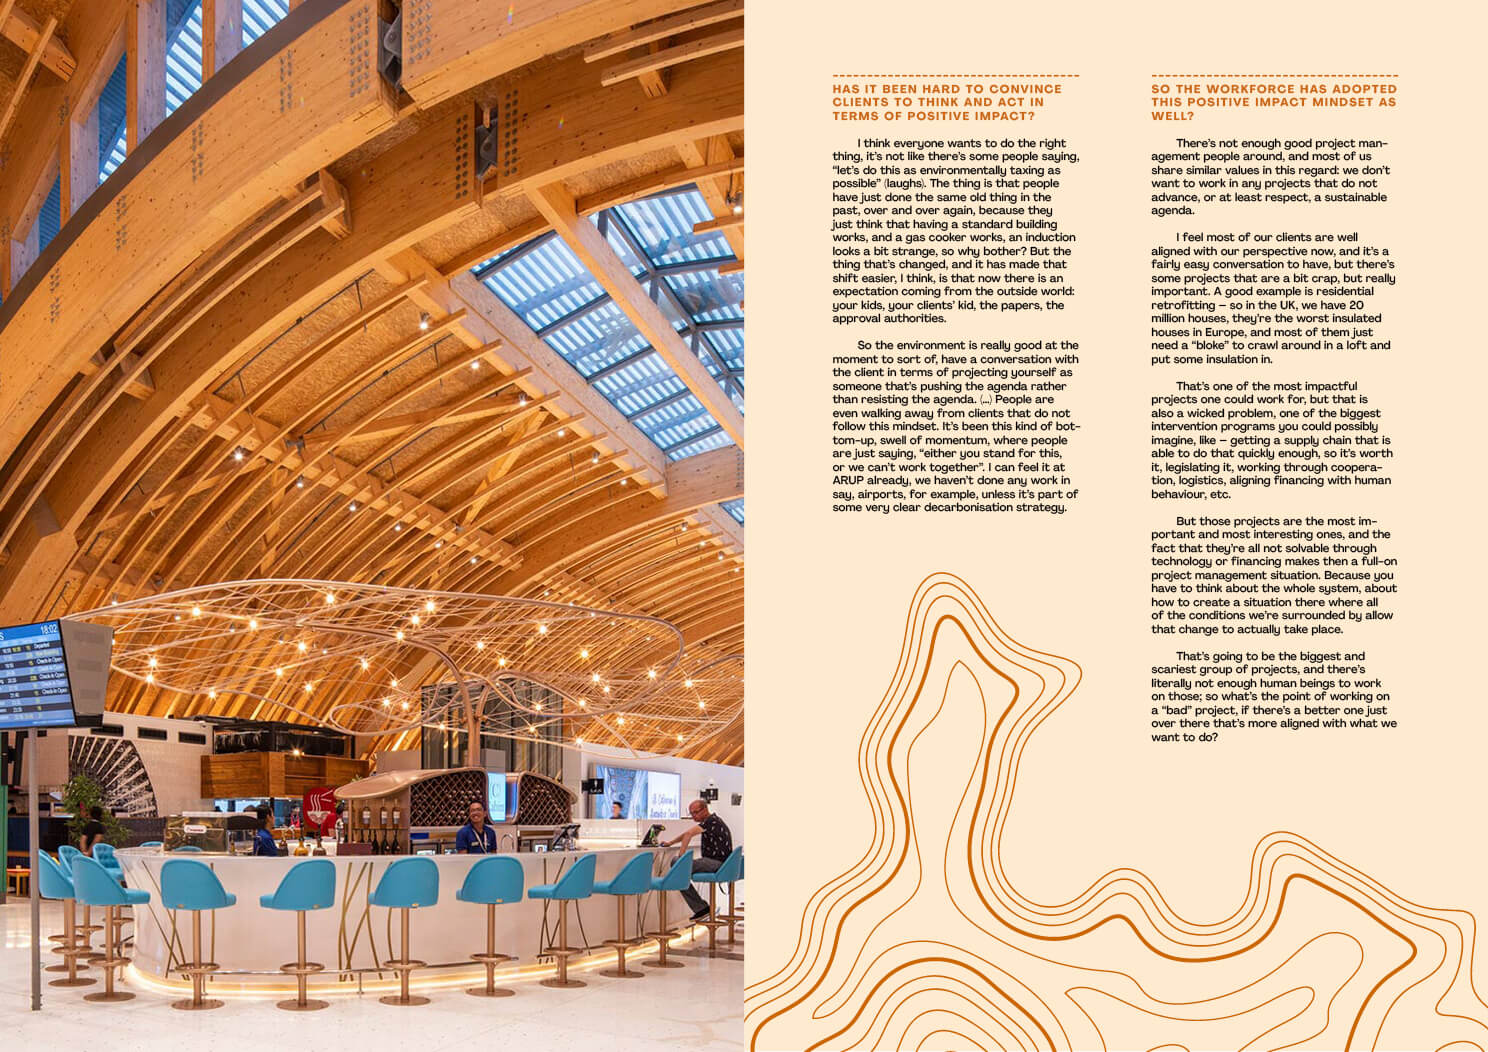 18:02
HAS IT BEEN HARD TO CONVINCE
CLIENTS TO THINK AND ACT IN
TERMS OF POSITIVE IMPACT?
I think everyone wants to do the right
thing, it's not like there's some people saying,
“let's do this as environmentally taxing as
possible” (laughs). The thing is that people
have just done the same old thing in the
past, over and over again, because they
just think that having a standard building
works, and a gas cooker works, an induction
looks a bit strange, so why bother? But the
thing that's changed, and it has made that
shift easier, I think, is that now there is an
expectation coming from the outside world:
your kids, your clients' kid, the papers, the
approval authorities.
So the environment is really good at the
moment to sort of, have a conversation with
the client in terms of projecting yourself as
someone that's pushing the agenda rather
than resisting the agenda. (...) People are
even walking away from clients that do not
follow this mindset. It's been this kind of bot-
tom-up, swell of momentum, where people
are just saying, “either you stand for this,
or we can't work together”. I can feel it at
ARUP already, we haven't done any work in
say, airports, for example, unless it's part of
some very clear decarbonisation strategy.
SO THE WORKFORCE HAS ADOPTED
THIS POSITIVE IMPACT MINDSET AS
WELL?
There's not enough good project man-
agement people around, and most of us
share similar values in this regard: we don't
want to work in any projects that do not
advance, or at least respect, a sustainable
agenda.
I feel most of our clients are well
aligned with our perspective now, and it's a
fairly easy conversation to have, but there's
some projects that are a bit crap, but really
important. A good example is residential
retrofitting – so in the UK, we have 20
million houses, they're the worst insulated
houses in Europe, and most of them just
need a “bloke” to crawl around in a loft and
put some insulation in.
That's one of the most impactful
projects one could work for, but that is
also a wicked problem, one of the biggest
intervention programs you could possibly
imagine, like – getting a supply chain that is
able to do that quickly enough, so it's worth
it, legislating it, working through coopera-
tion, logistics, aligning financing with human
behaviour, etc.
But those projects are the most im-
portant and most interesting ones, and the
fact that they're all not solvable through
technology or financing makes then a full-on
project management situation. Because you
have to think about the whole system, about
how to create a situation there where all
of the conditions we're surrounded by allow
that change to actually take place.
That's going to be the biggest and
scariest group of projects, and there's
literally not enough human beings to work
on those; so what's the point of working on
a “bad” project, if there's a better one just
over there that's more aligned with what we
want to do?